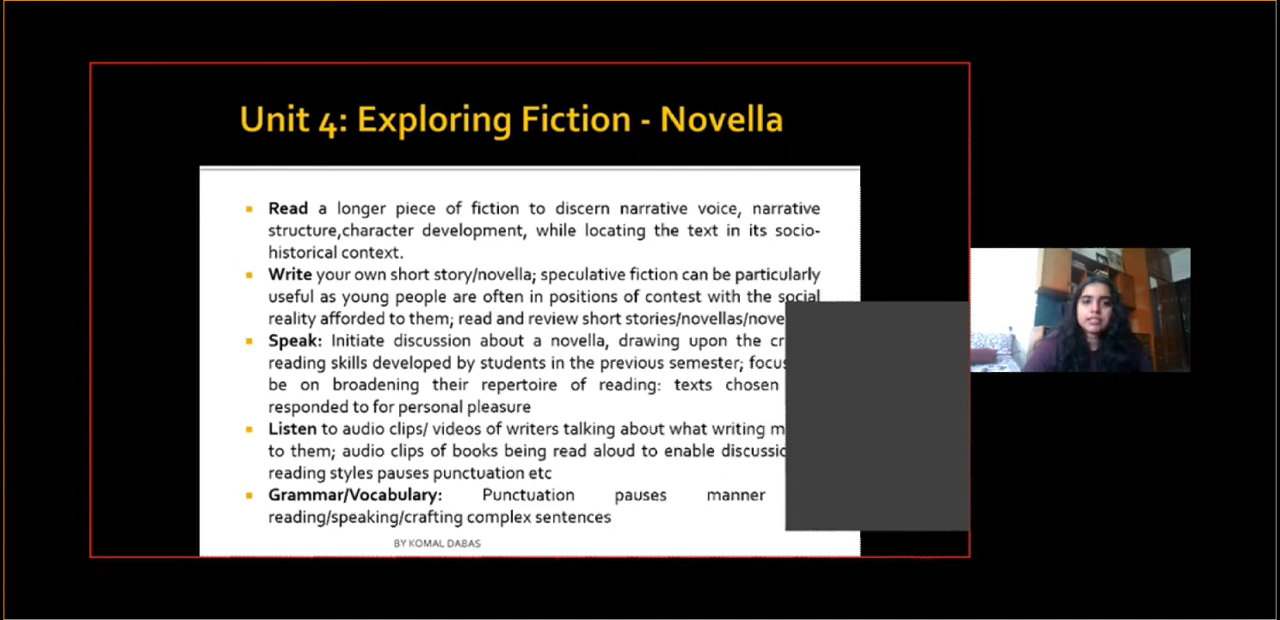 Unit 4: Exploring Fiction - Novella
Read a longer piece of fiction to discern narrative voice, narrative
structure,character development, while locating the text in its socio-
historical context.
Write your own short story/novella; speculative fiction can be particularly
useful as young people are often in positions of contest with the social
reality afforded to them; read and review short stories/novellas/
Speak: Initiate discussion about a novella, drawing upon the
reading skills developed by students in the previous semester;
be on broadening their repertoire of reading: texts chosen
responded to for personal pleasure
Listen to audio clips/ videos of writers talking about what writing
to them; audio clips of books being read aloud to enable
reading styles pauses punctuation etc
Grammar/Vocabulary: Punctuation pauses manner
reading/speaking/crafting complex sentences
BY KOMAL DABAS